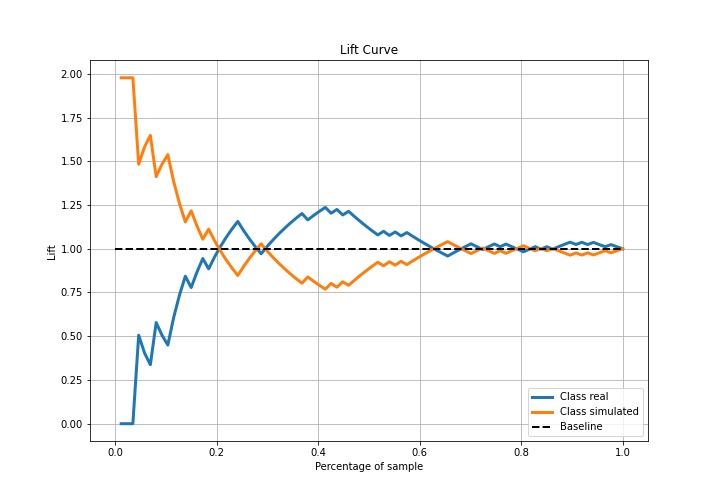 Lift Curve
2.00
1.75
1.50
1.25
1.00
0.75
0.50
0.25
0.00
Lift
0.0 0.2 0.4 0.6 0.8 1.0
Percentage of sample
Class real
Class simulated
Baseline